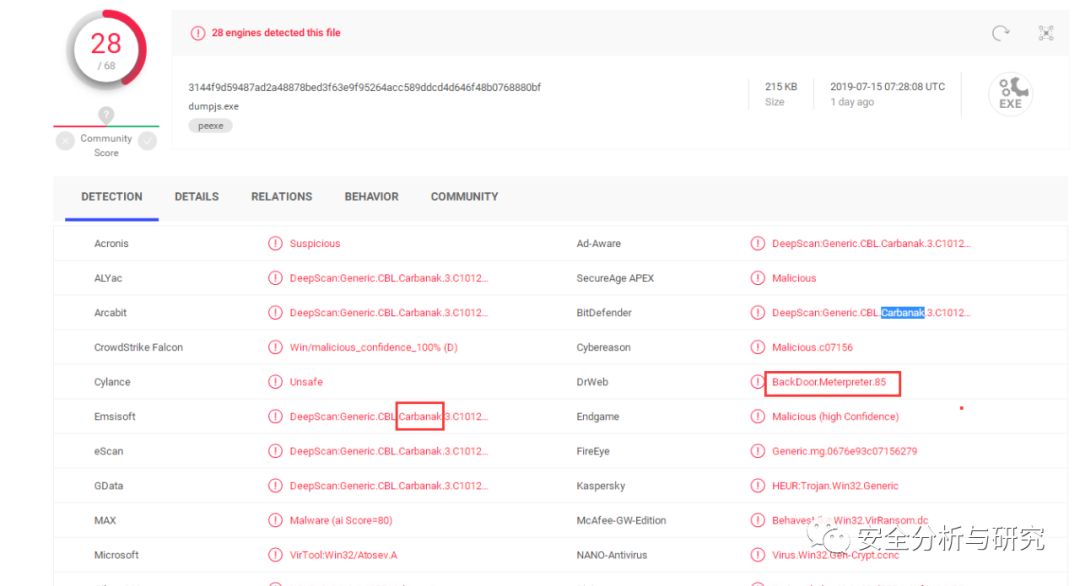 28
/ 68
?
Community
Score
28 engines detected this file
3144f9d59487ad2a48878bed3f63e9f95264acc589ddcd4d646f48b0768880bf
dumpjs.exe
peexe
215 KB
Size
2019-07-15 07:28:08 UTC
1 day ago
EXE
DETECTION DETAILS RELATIONS BEHAVIOR COMMUNITY
Acronis Suspicious Ad-Aware DeepScan:Generic.CBL.Carbanak.3.C1012...
ALYac DeepScan:Generic.CBL.Carbanak.3.C1012... SecureAge APEX Malicious
Arcabit DeepScan:Generic.CBL.Carbanak.3.C1012... BitDefender DeepScan:Generic.CBL.Carbanak.3.C1012...
CrowdStrike Falcon Win/malicious_confidence_100% (D) Cybereason Malicious.c07156
Cylance Unsafe DrWeb BackDoor.Meterpreter.85
Emsisoft DeepScan:Generic.CBL.Carbanak.3.C1012... Endgame Malicious (high Confidence)
eScan DeepScan:Generic.CBL.Carbanak.3.C1012... FireEye Generic.mg.0676e93c07156279
GData DeepScan:Generic.CBL.Carbanak.3.C1012... Kaspersky HEUR:Trojan.Win32.Generic
MAX Malware (ai Score=80) McAfee-GW-Edition Win32.VirRansom.dc
Microsoft VirTool:Win32/Atosev.A NANO-Antivirus Virus.Win32.Gen-Crypt.ccnc
安全分析与研究